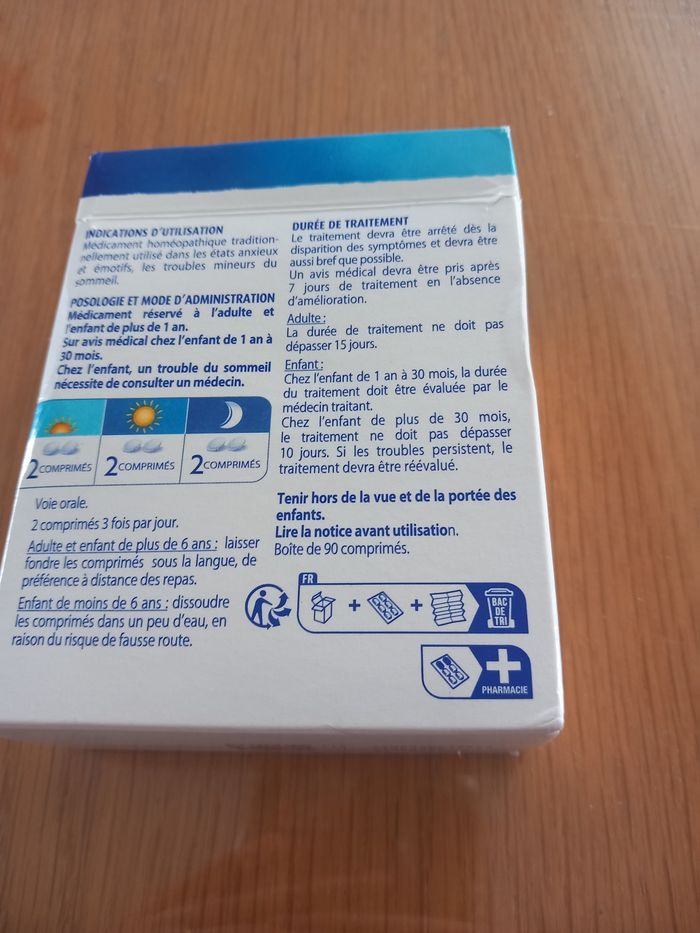 INDICATIONS D'UTILISATION
Médicament homéopathique tradition-
nellement utilisé dans les états anxieux
et émotifs, les troubles mineurs du
sommeil.
POSOLOGIE ET MODE D'ADMINISTRATION
Médicament réservé à l'adulte et
l'enfant de plus de 1 an.
Sur avis médical chez l'enfant de 1 an à
30 mois.
Chez l'enfant, un trouble du sommeil
nécessite de consulter un médecin.
2 COMPRIMÉS 2 COMPRIMÉS 2 COMPRIMÉS
Voie orale.
2 comprimés 3 fois par jour.
Adulte et enfant de plus de 6 ans : laisser
fondre les comprimés sous la langue, de
préférence à distance des repas.
Enfant de moins de 6 ans : dissoudre
les comprimés dans un peu d'eau, en
raison du risque de fausse route.
DURÉE DE TRAITEMENT
Le traitement devra être arrêté dès la
disparition des symptômes et devra être
aussi bref que possible.
Un avis médical devra être pris après
7 jours de traitement en l'absence
d'amélioration.
Adulte :
La durée de traitement ne doit pas
dépasser 15 jours.
Enfant :
Chez l'enfant de 1 an à 30 mois, la durée
du traitement doit être évaluée par le
médecin traitant.
Chez l'enfant de plus de 30 mois,
le traitement ne doit pas dépasser
10 jours. Si les troubles persistent, le
traitement devra être réévalué.
Tenir hors de la vue et de la portée des
enfants.
Lire la notice avant utilisation.
Boîte de 90 comprimés.
FR
+ +
BAC
DE
TRI
PHARMACIE